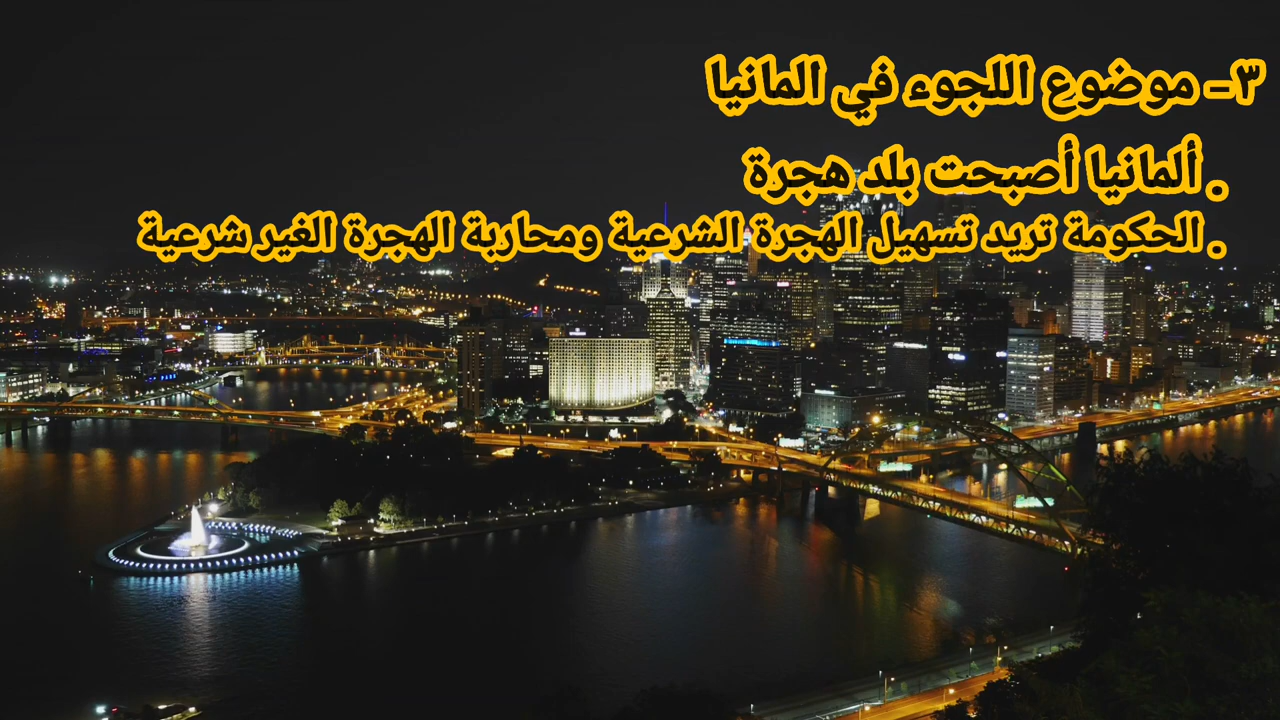 ٣- موضوع اللجوء في المانيا
. ألمانيا أصبحت بلد هجرة
. الحكومة تريد تسهيل الهجرة الشرعية ومحاربة الهجرة الغير شرعية